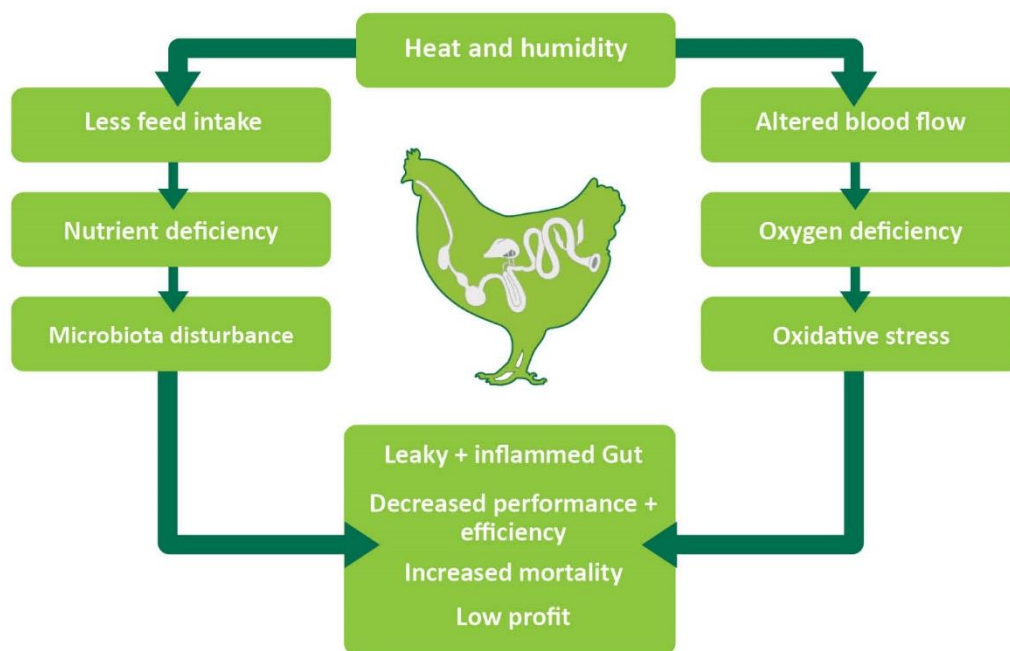 Heat and humidity
Less feed intake
Altered blood flow
Nutrient deficiency
Oxygen deficiency
Microbiota disturbance
Oxidative stress
Leaky + inflammed Gut
Decreased performance +
efficiency
Increased mortality
Low profit